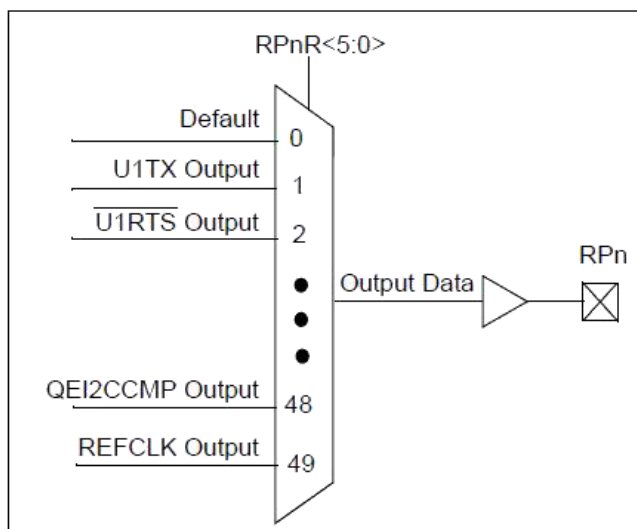 RPnR<5:0>
Default
0
U1TX Output
1
U1RTS Output
2
RPn
Output Data
QEI2CCMP Output
48
REFCLK Output
49